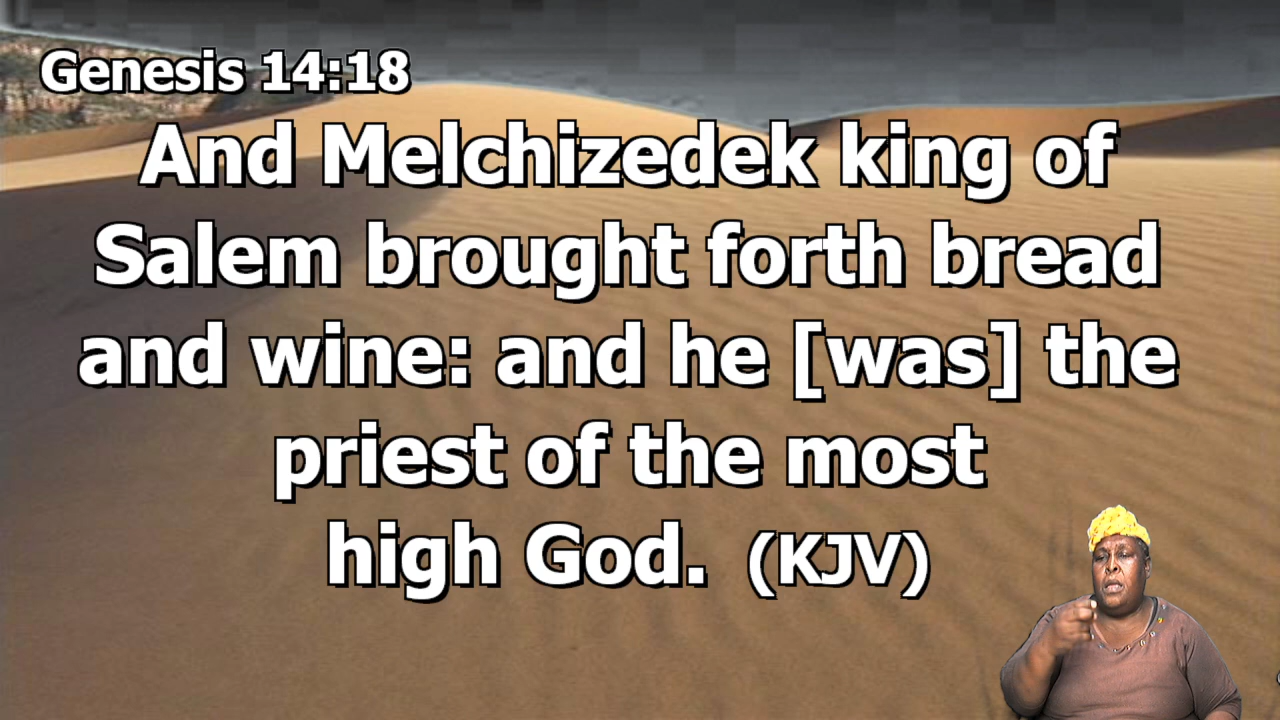 Genesis 14:18
And Melchizedek king of
Salem brought forth bread
and wine: and he [was] the
priest of the most
high God. (KJV)